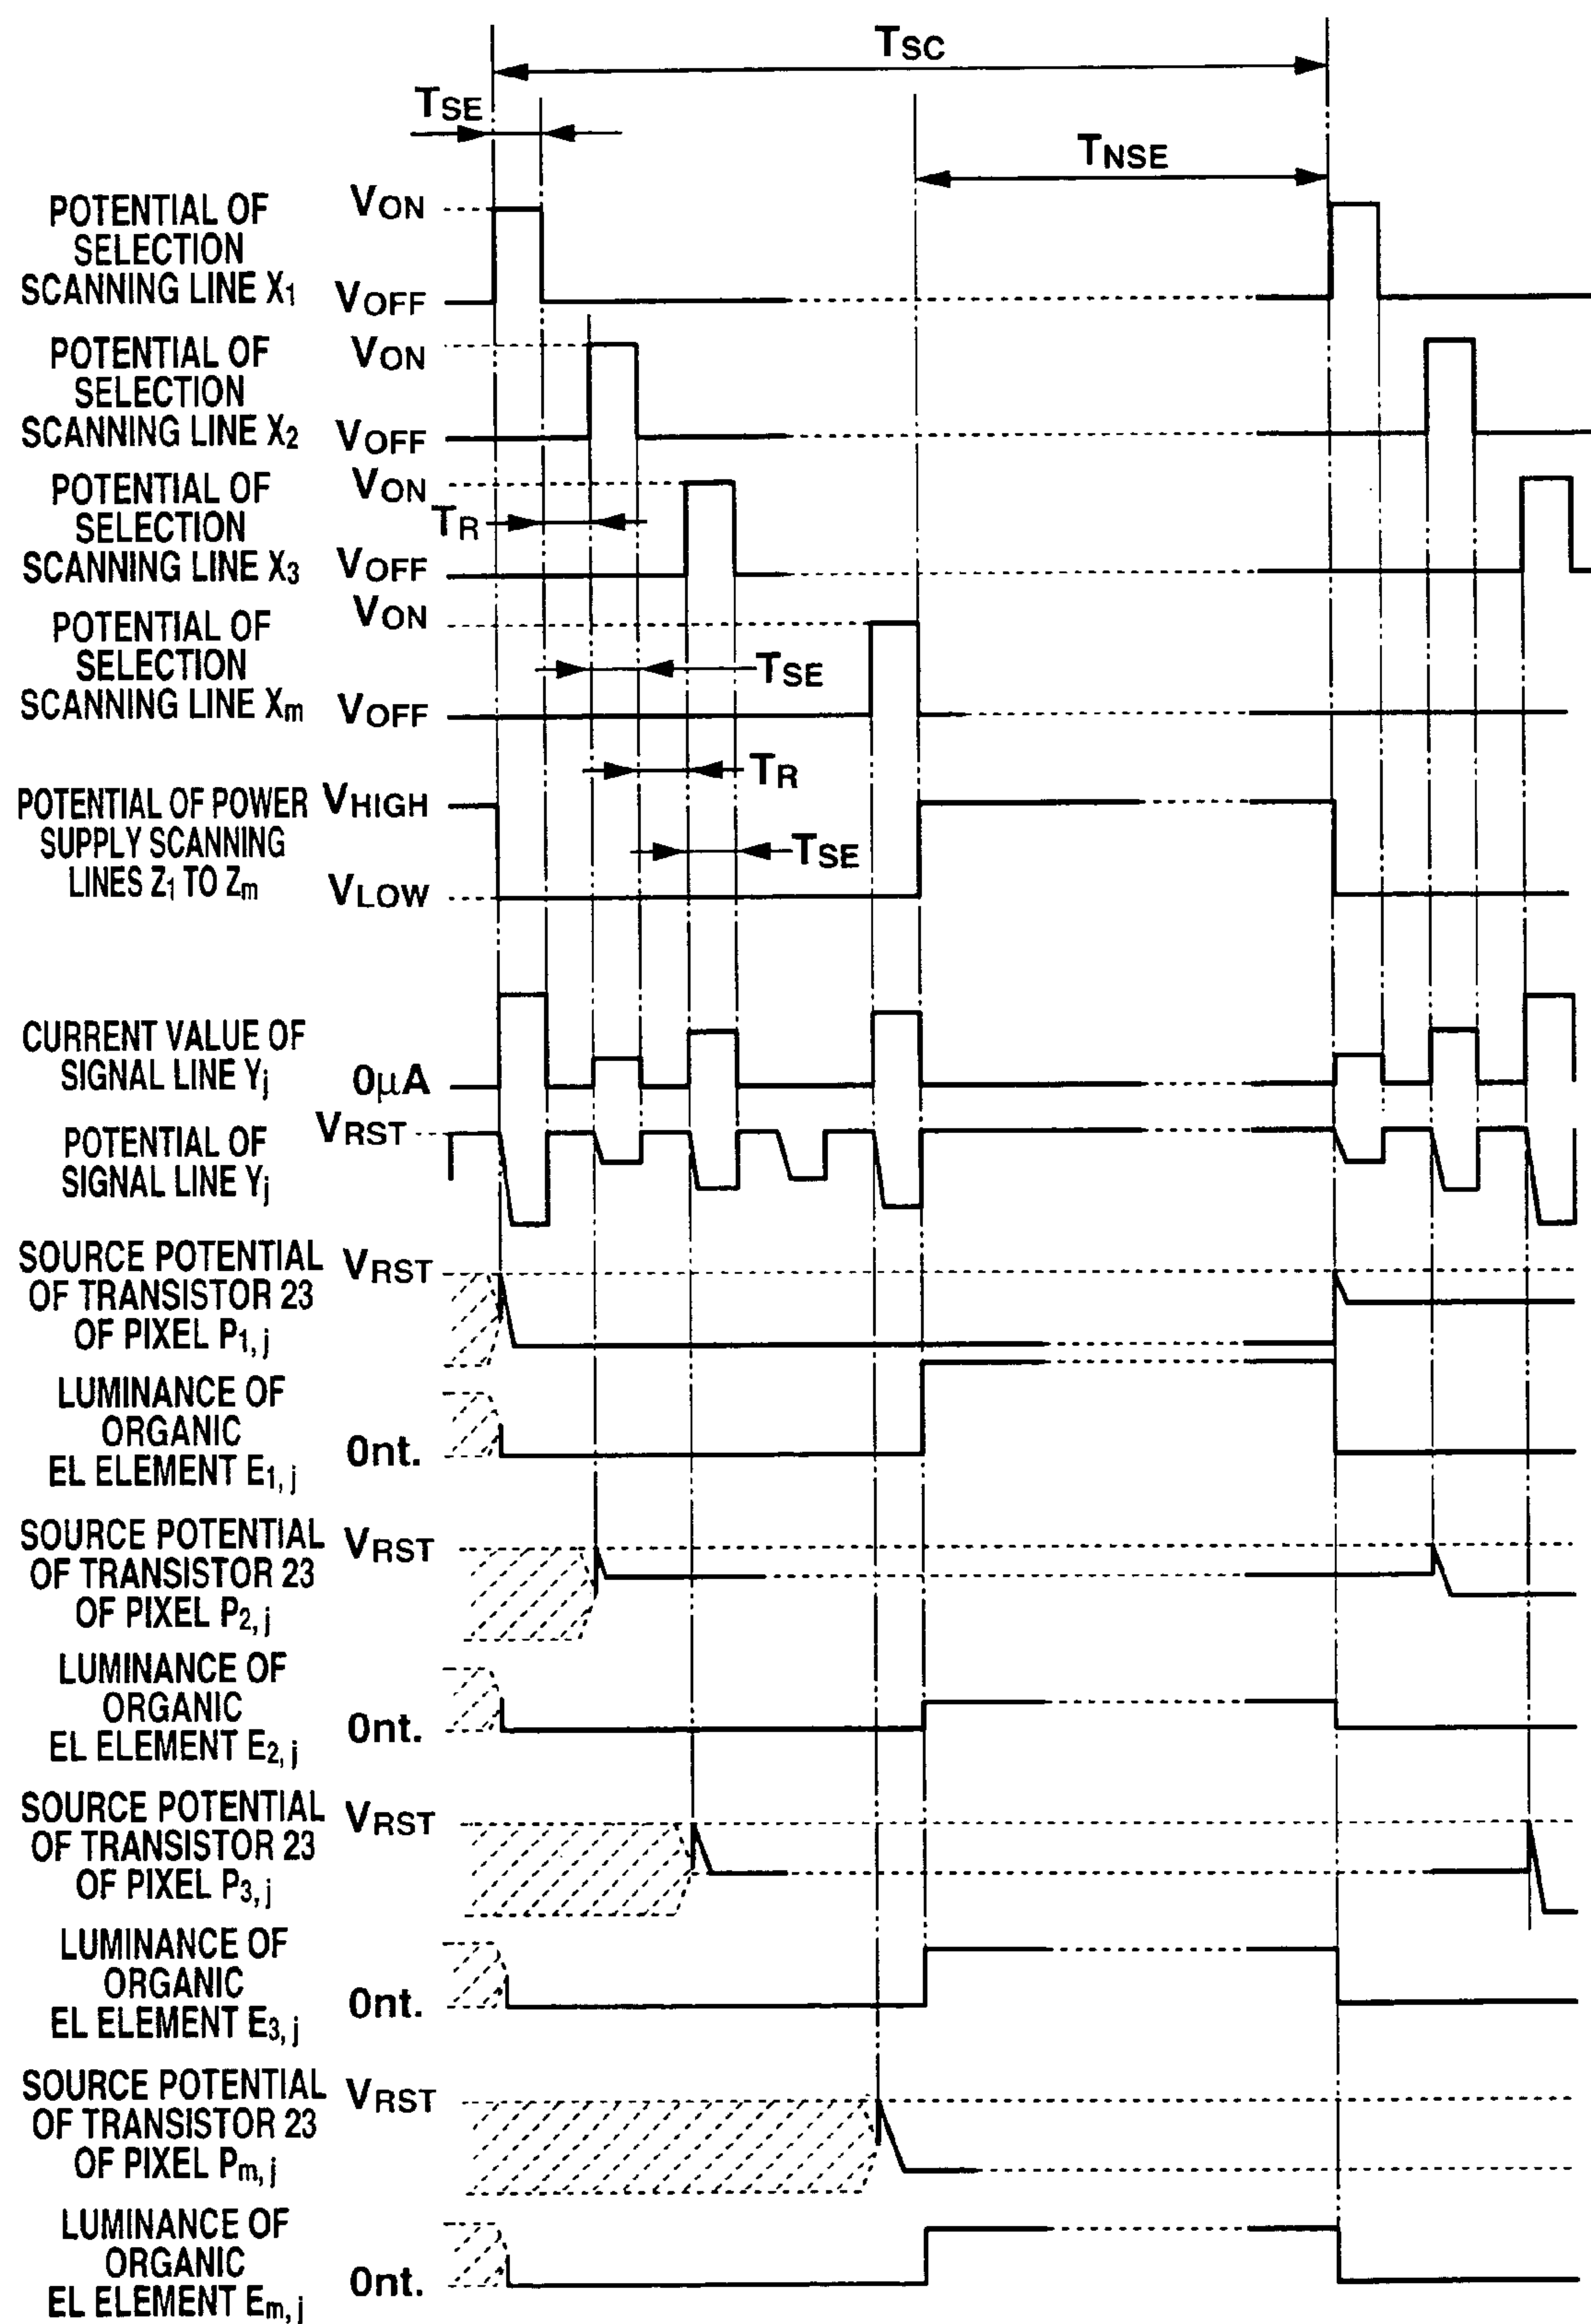 TSC
TSE
TNSE
POTENTIAL OF
SELECTION
SCANNING LINE X1
VON
VOFF
POTENTIAL OF
SELECTION
SCANNING LINE X2
VON
VOFF
POTENTIAL OF
SELECTION
SCANNING LINE X3
VON
TR
VOFF
POTENTIAL OF
SELECTION
SCANNING LINE Xm
VON
TSE
VOFF
TR
POTENTIAL OF POWER
SUPPLY SCANNING
LINES Z1 TO Zm
VHIGH
TSE
VLOW
CURRENT VALUE OF
SIGNAL LINE Yj
0μA
POTENTIAL OF
SIGNAL LINE Yj
VRST
SOURCE POTENTIAL
OF TRANSISTOR 23
OF PIXEL P1, j
VRST
LUMINANCE OF
ORGANIC
EL ELEMENT E1, j
0nt.
SOURCE POTENTIAL
OF TRANSISTOR 23
OF PIXEL P2, j
VRST
LUMINANCE OF
ORGANIC
EL ELEMENT E2, j
0nt.
SOURCE POTENTIAL
OF TRANSISTOR 23
OF PIXEL P3, j
VRST
LUMINANCE OF
ORGANIC
EL ELEMENT E3, j
0nt.
SOURCE POTENTIAL
OF TRANSISTOR 23
OF PIXEL Pm, j
VRST
LUMINANCE OF
ORGANIC
EL ELEMENT Em, j
0nt.